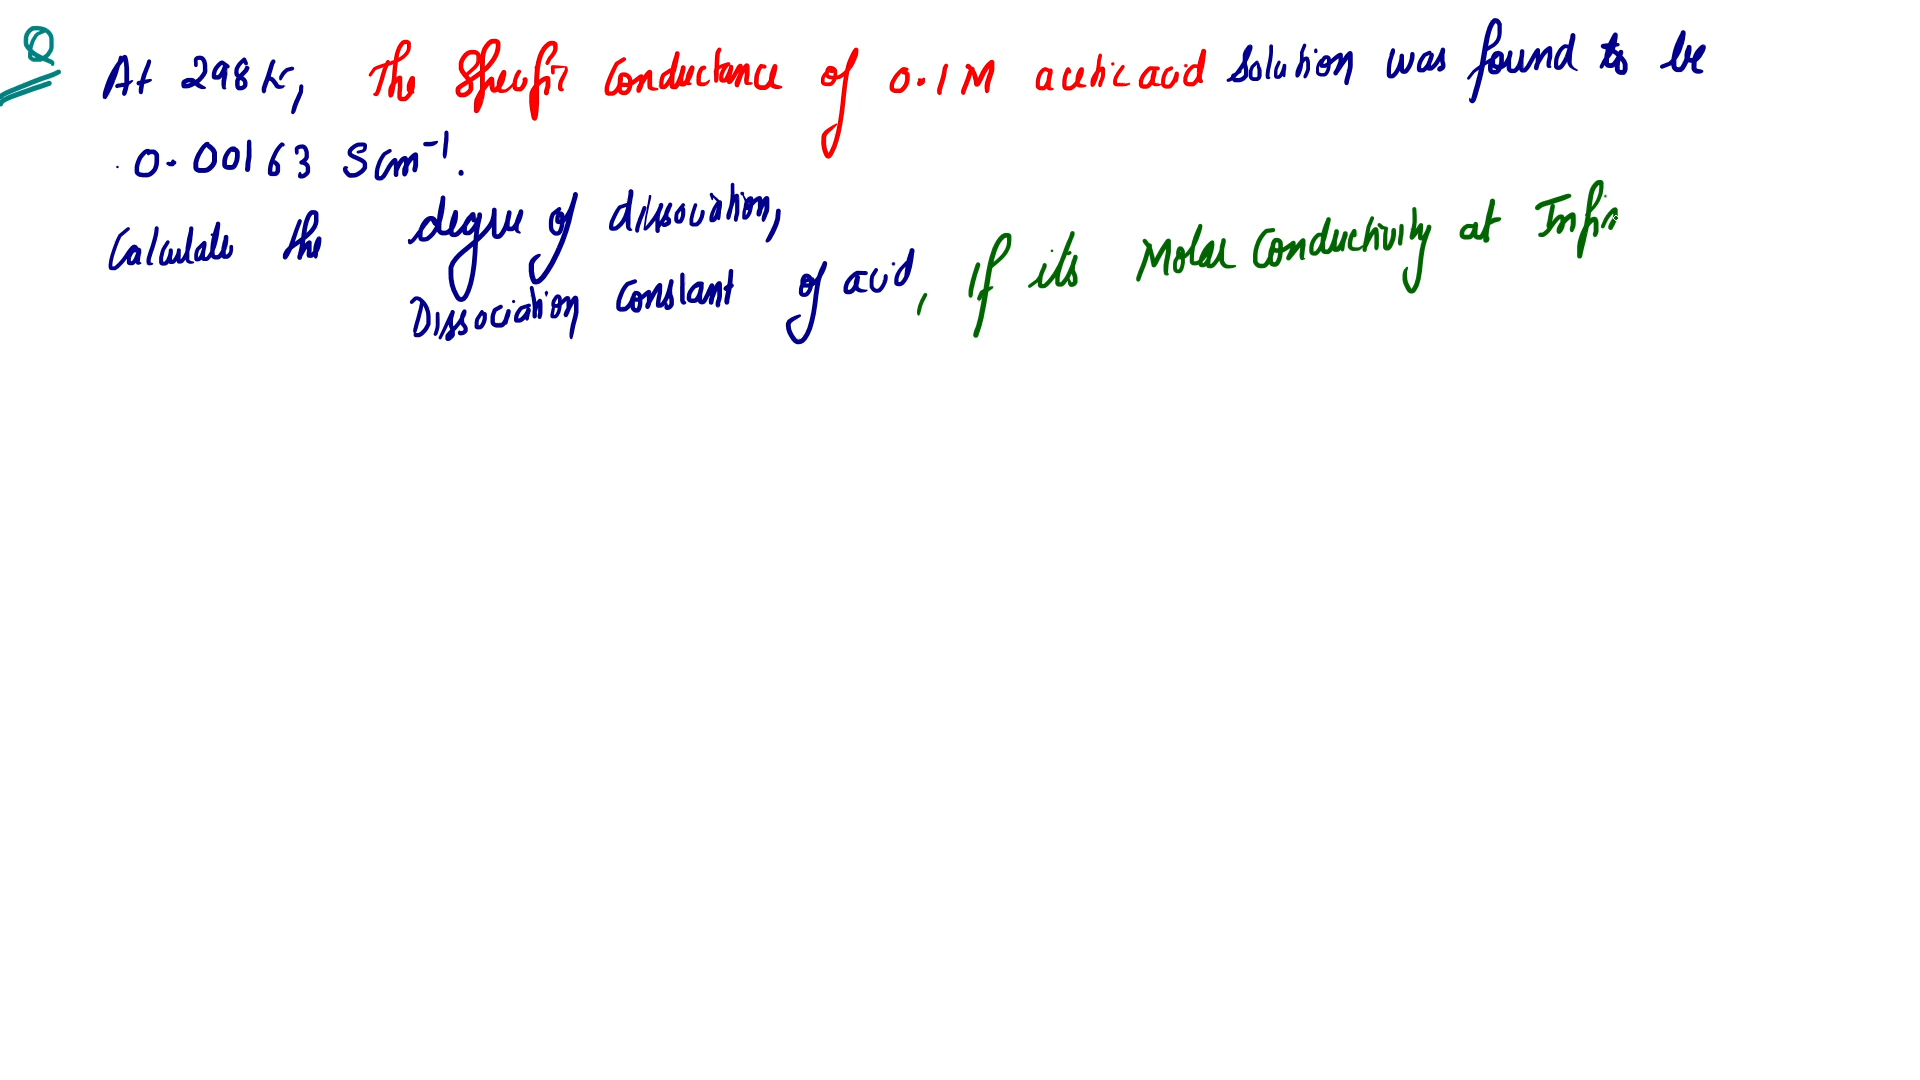 Q
At 298 K, The Specific Conductance of 0.1 M acetic acid solution was found to be
0.00163 S cm⁻¹.
Calculate the degree of dissociation,
Dissociation constant of acid, If its Molar Conductivity at Infin